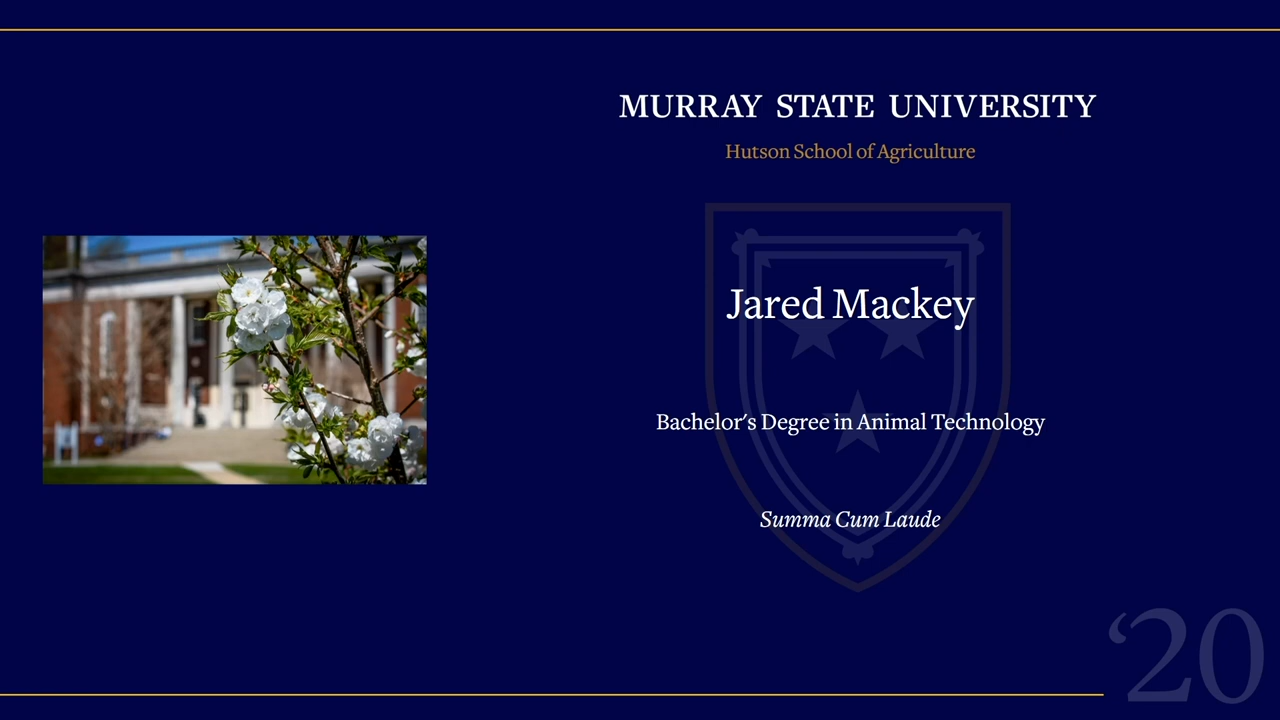 MURRAY STATE UNIVERSITY
Hutson School of Agriculture
Jared Mackey
Bachelor's Degree in Animal Technology
Summa Cum Laude
‘20